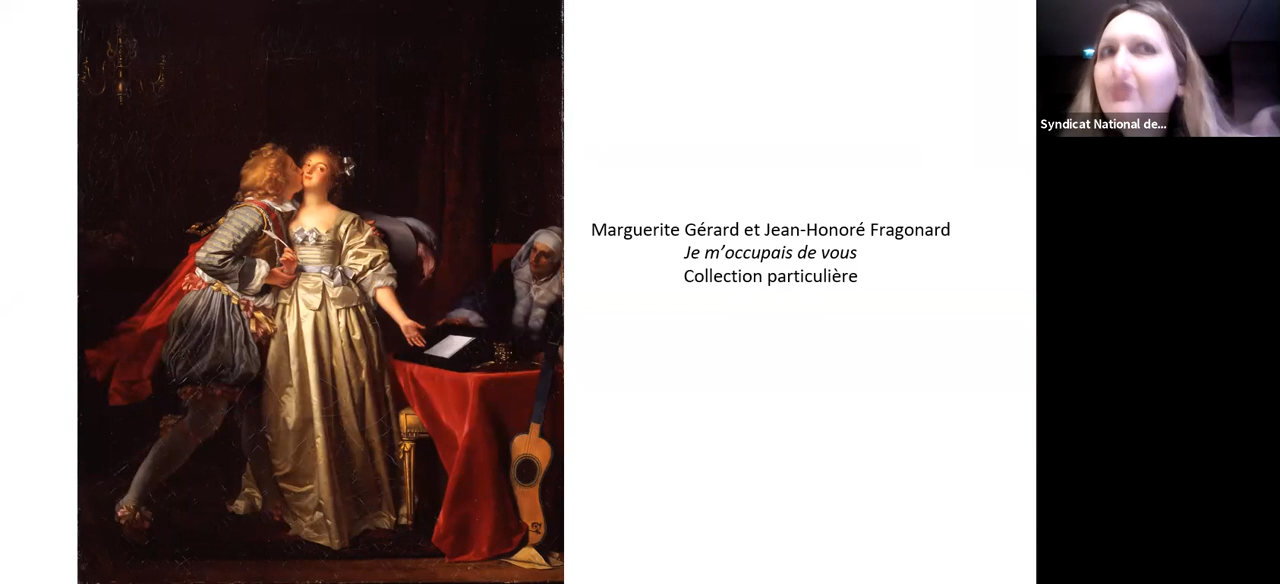 Marguerite Gérard et Jean-Honoré Fragonard
Je m’occupais de vous
Collection particulière
Syndicat National de...